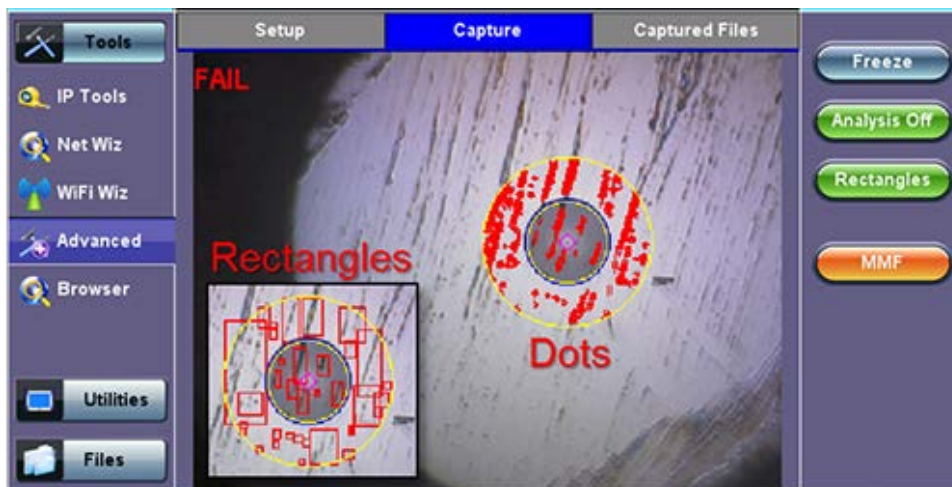 Tools
Setup
Capture
Captured Files
IP Tools
Net Wiz
WiFi Wiz
Advanced
Browser
Utilities
Files
FAIL
Rectangles
Dots
Freeze
Analysis Off
Rectangles
MMF